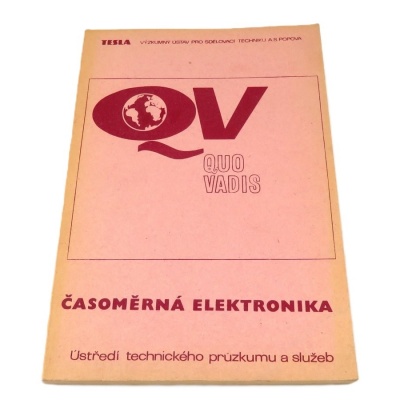 TESLA VÝZKUMNÝ ÚSTAV PRO SDĚLOVACÍ TECHNIKU A.S.POPOVA
QV
QUO
VADIS
ČASOMĚRNÁ ELEKTRONIKA
Ústředí technického průzkumu a služeb